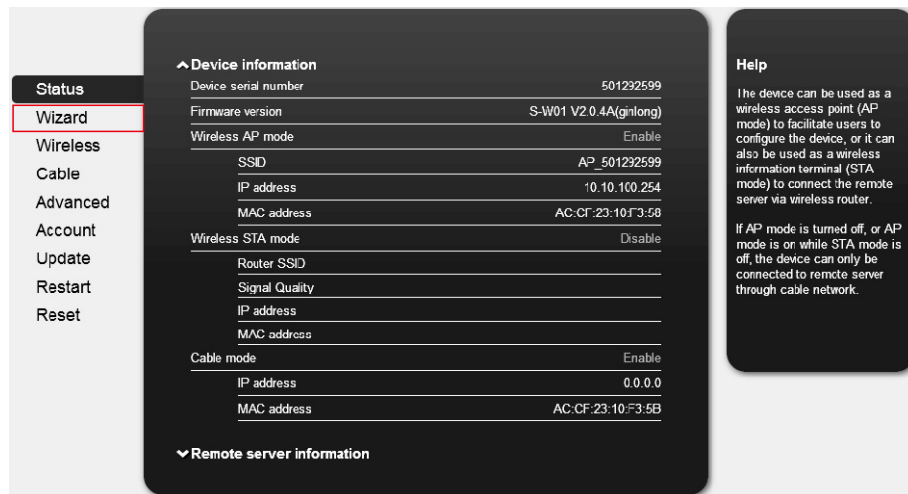 Status
Wizard
Wireless
Cable
Advanced
Account
Update
Restart
Reset
Device information
Device serial number 501292599
Firmware version S-W01 V2.0.4A(ginlong)
Wireless AP mode Enable
SSID AP_501292599
IP address 10.10.100.254
MAC address AC:CF:23:10:F3:58
Wireless STA mode Disable
Router SSID
Signal Quality
IP address
MAC address
Cable mode Enable
IP address 0.0.0.0
MAC address AC:CF:23:10:F3:5B
Remote server information
Help
The device can be used as a
wireless access point (AP
mode) to facilitate users to
configure the device, or it can
also be used as a wireless
information terminal (STA
mode) to connect the remote
server via wireless router.
If AP mode is turned off, or AP
mode is on while STA mode is
off, the device can only be
connected to remote server
through cable network.